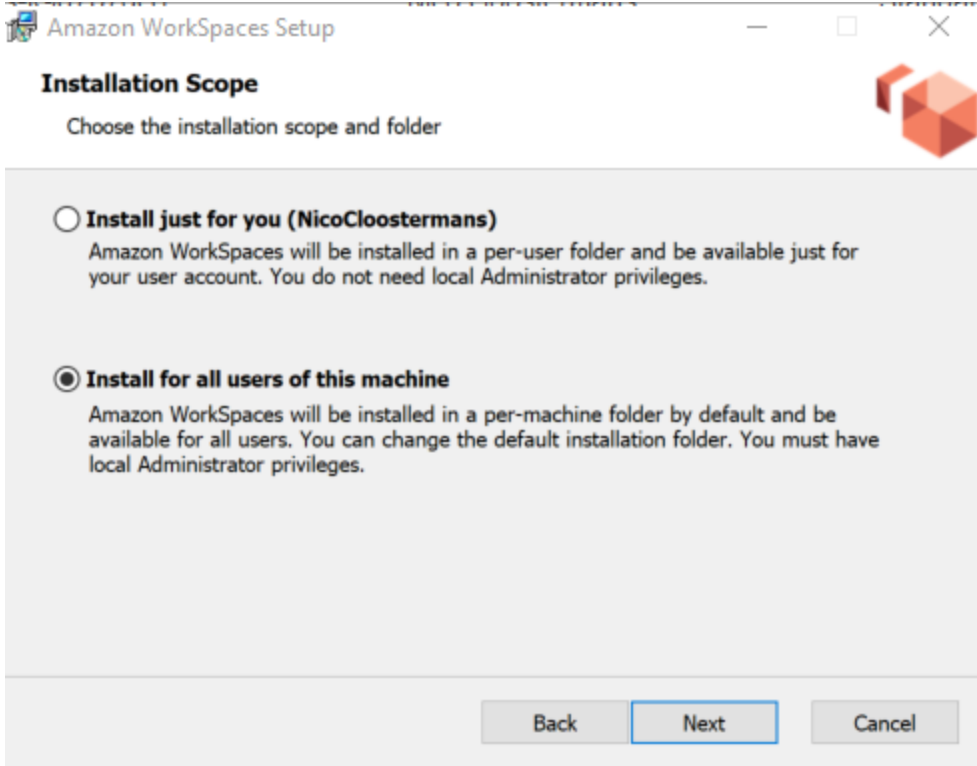 Amazon WorkSpaces Setup
Installation Scope
Choose the installation scope and folder
Install just for you (NicoCloostermans)
Amazon WorkSpaces will be installed in a per-user folder and be available just for
your user account. You do not need local Administrator privileges.
Install for all users of this machine
Amazon WorkSpaces will be installed in a per-machine folder by default and be
available for all users. You can change the default installation folder. You must have
local Administrator privileges.
Back
Next
Cancel